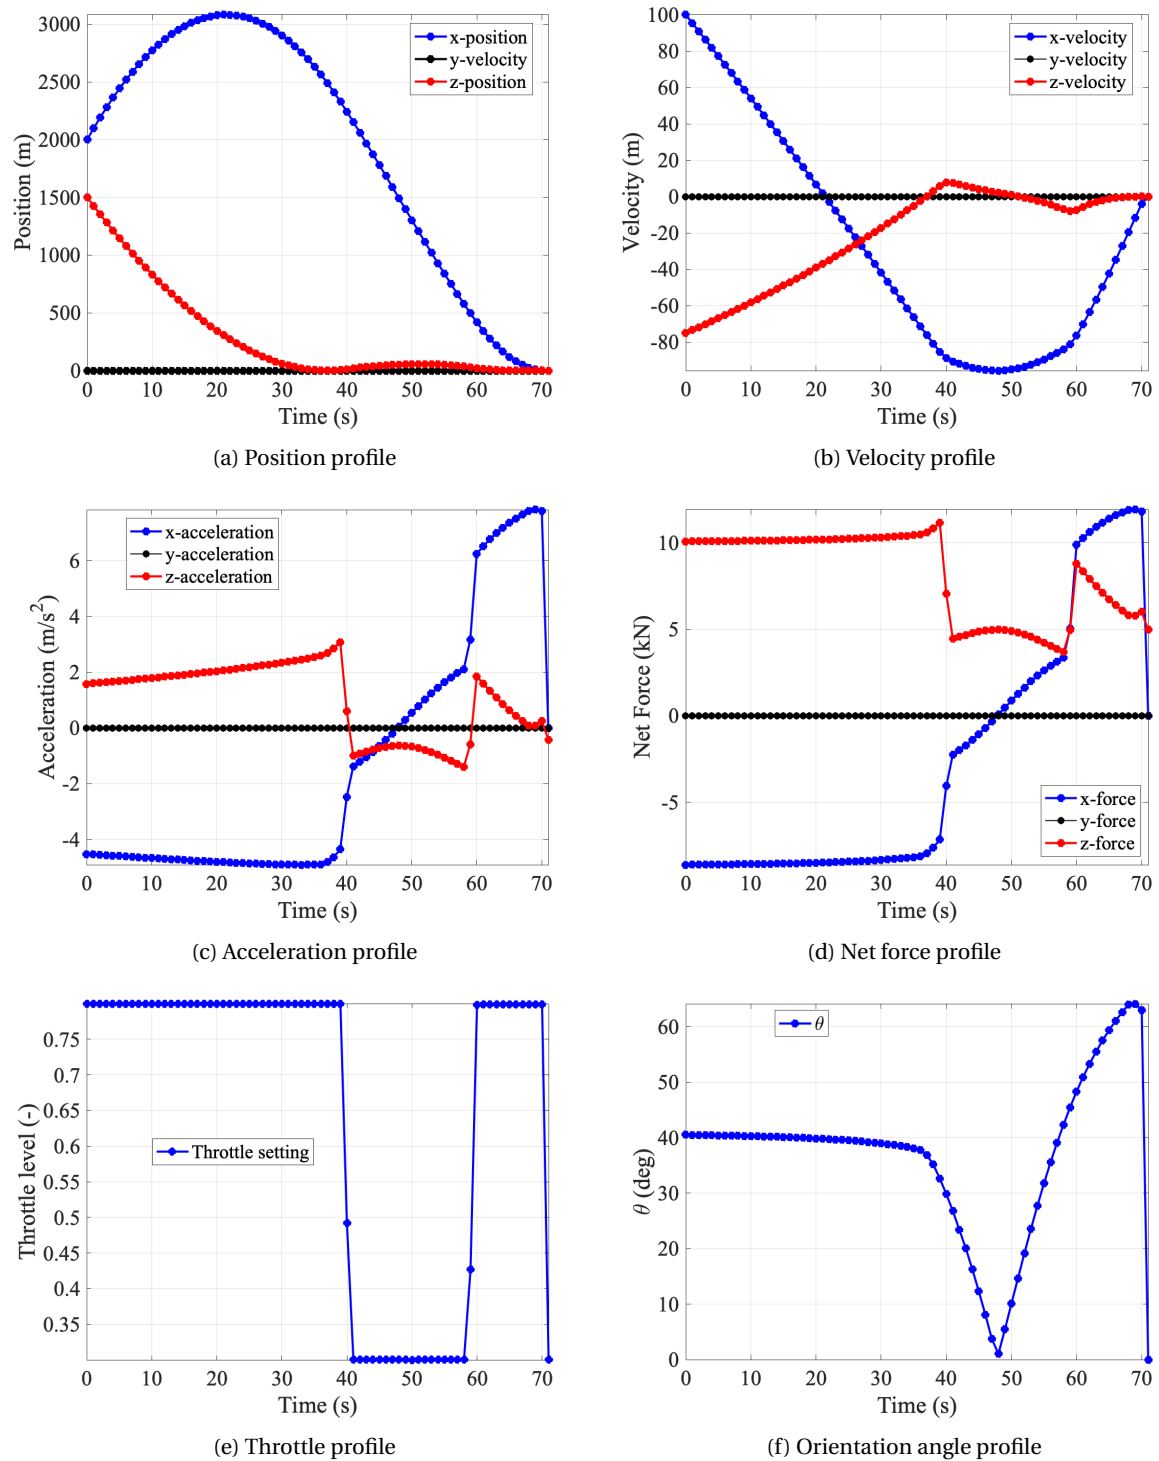 3000
2500
2000
1500
1000
500
0
Position (m)
x-position
y-velocity
z-position
0 10 20 30 40 50 60 70
Time (s)
(a) Position profile
100
80
60
40
20
0
-20
-40
-60
-80
Velocity (m)
x-velocity
y-velocity
z-velocity
0 10 20 30 40 50 60 70
Time (s)
(b) Velocity profile
6
4
2
0
-2
-4
Acceleration (m/s²)
x-acceleration
y-acceleration
z-acceleration
0 10 20 30 40 50 60 70
Time (s)
(c) Acceleration profile
10
5
0
-5
Net Force (kN)
x-force
y-force
z-force
0 10 20 30 40 50 60 70
Time (s)
(d) Net force profile
0.75
0.7
0.65
0.6
0.55
0.5
0.45
0.4
0.35
Throttle level (-)
Throttle setting
0 10 20 30 40 50 60 70
Time (s)
(e) Throttle profile
60
50
40
30
20
10
0
θ (deg)
θ
0 10 20 30 40 50 60 70
Time (s)
(f) Orientation angle profile